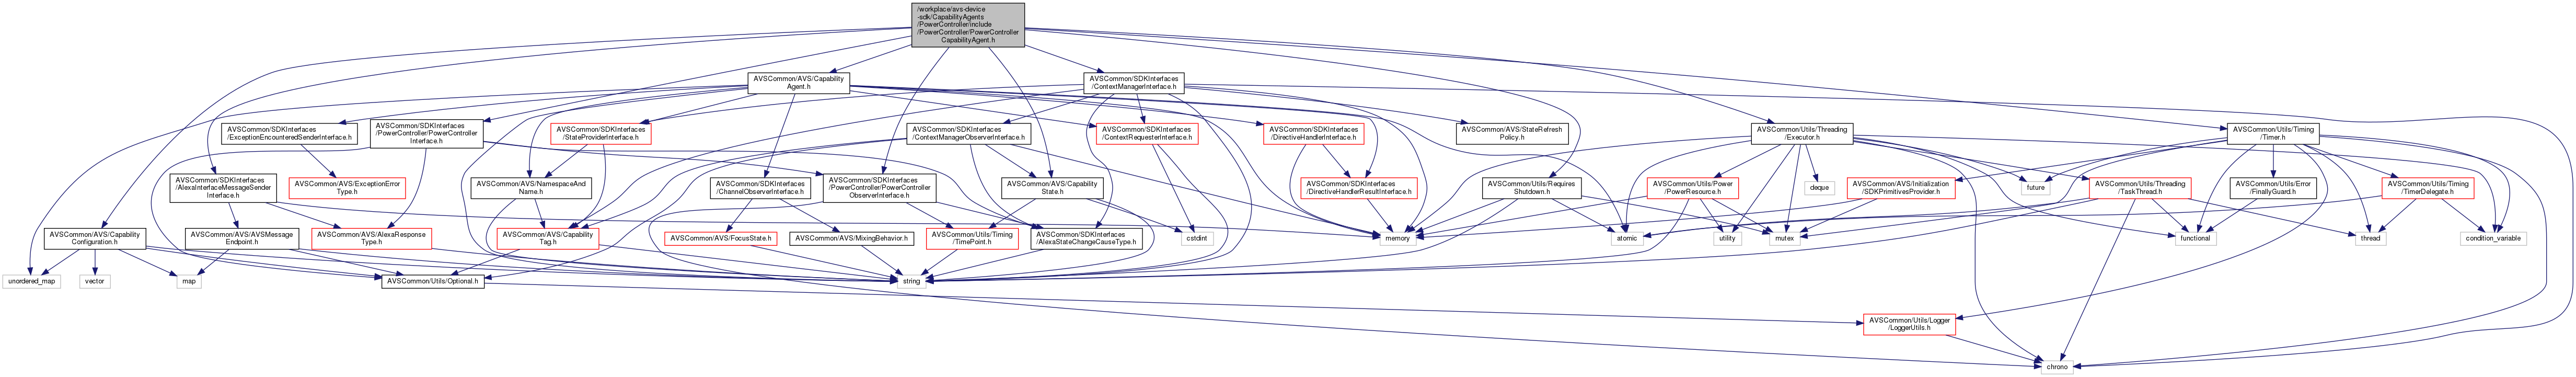 /workplace/avs-device
-sdk/CapabilityAgents
/PowerController/include
/PowerController/PowerController
CapabilityAgent.h
AVSCommon/AVS/Capability
Agent.h
AVSCommon/SDKInterfaces
/ContextManagerInterface.h
AVSCommon/SDKInterfaces
/ExceptionEncounteredSenderInterface.h
AVSCommon/SDKInterfaces
/PowerController/PowerController
Interface.h
AVSCommon/SDKInterfaces
/StateProviderInterface.h
AVSCommon/SDKInterfaces
/ContextManagerObserverInterface.h
AVSCommon/SDKInterfaces
/ContextRequesterInterface.h
AVSCommon/SDKInterfaces
/DirectiveHandlerInterface.h
AVSCommon/AVS/StateRefresh
Policy.h
AVSCommon/Utils/Threading
/Executor.h
AVSCommon/Utils/Timing
/Timer.h
AVSCommon/SDKInterfaces
/AlexaInterfaceMessageSender
Interface.h
AVSCommon/AVS/ExceptionError
Type.h
AVSCommon/AVS/NamespaceAnd
Name.h
AVSCommon/SDKInterfaces
/ChannelObserverInterface.h
AVSCommon/SDKInterfaces
/PowerController/PowerController
ObserverInterface.h
AVSCommon/AVS/Capability
State.h
AVSCommon/SDKInterfaces
/DirectiveHandlerResultInterface.h
AVSCommon/Utils/Requires
Shutdown.h
AVSCommon/Utils/Power
/PowerResource.h
deque
AVSCommon/AVS/Initialization
/SDKPrimitivesProvider.h
future
AVSCommon/Utils/Threading
/TaskThread.h
AVSCommon/Utils/Error
/FinallyGuard.h
AVSCommon/Utils/Timing
/TimerDelegate.h
AVSCommon/AVS/Capability
Configuration.h
AVSCommon/AVS/AVSMessage
Endpoint.h
AVSCommon/AVS/AlexaResponse
Type.h
AVSCommon/AVS/Capability
Tag.h
AVSCommon/AVS/FocusState.h
AVSCommon/AVS/MixingBehavior.h
AVSCommon/Utils/Timing
/TimePoint.h
AVSCommon/SDKInterfaces
/AlexaStateChangeCauseType.h
cstdint
memory
atomic
utility
mutex
functional
thread
condition_variable
unordered_map
vector
map
AVSCommon/Utils/Optional.h
string
AVSCommon/Utils/Logger
/LoggerUtils.h
chrono